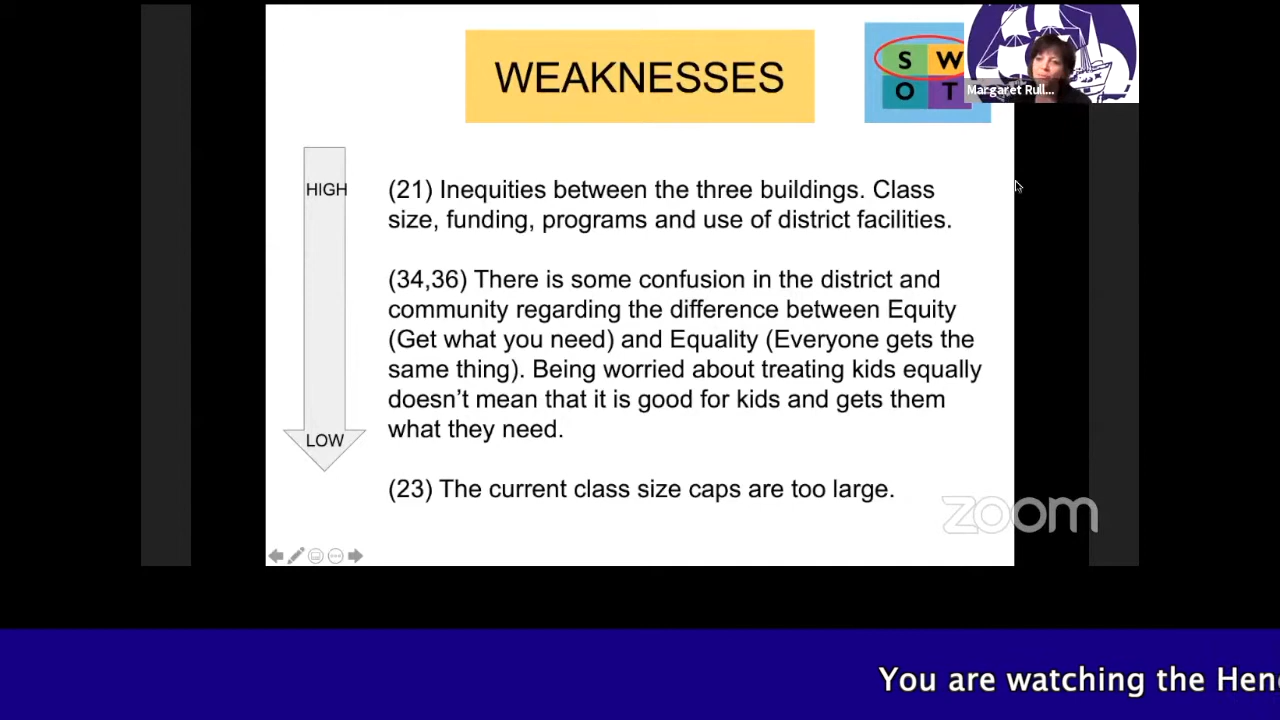 WEAKNESSES
S W
O T
Margaret Rull...
HIGH
(21) Inequities between the three buildings. Class
size, funding, programs and use of district facilities.
(34,36) There is some confusion in the district and
community regarding the difference between Equity
(Get what you need) and Equality (Everyone gets the
same thing). Being worried about treating kids equally
doesn’t mean that it is good for kids and gets them
what they need.
LOW
(23) The current class size caps are too large.
zoom
You are watching the Hen